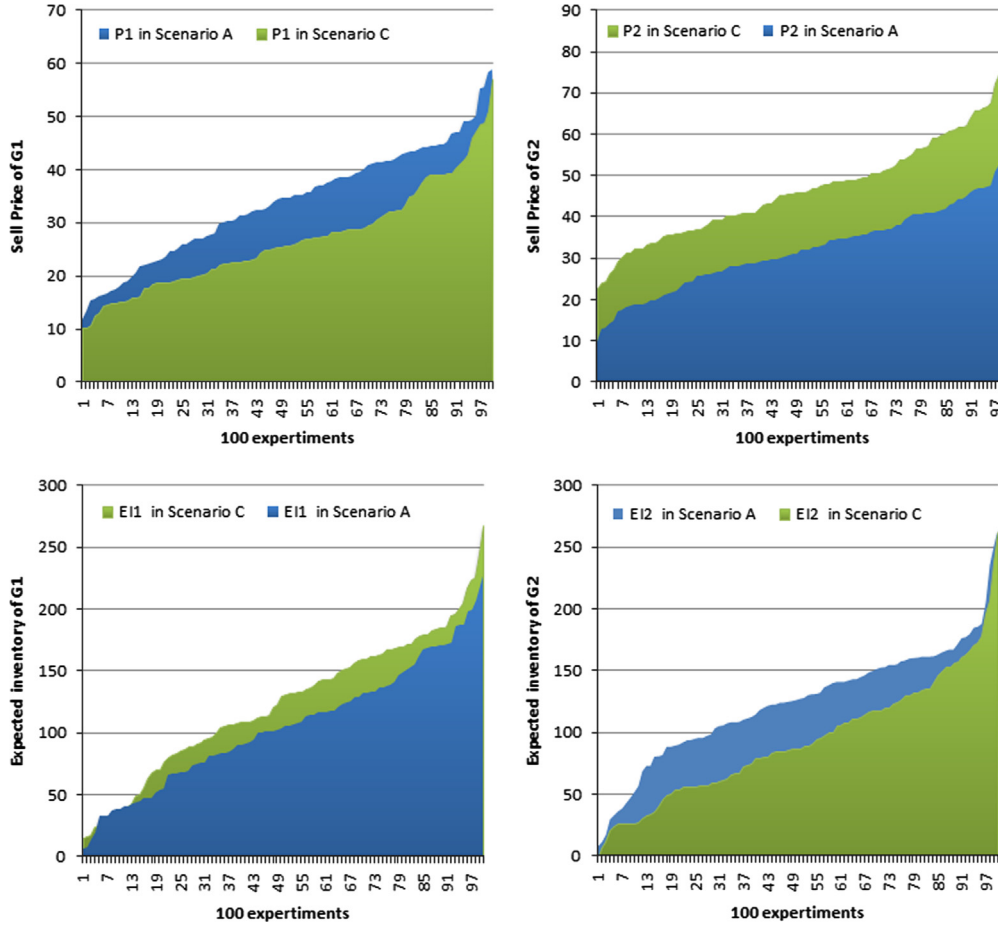 70
60
50
40
30
20
10
0
Sell Price of G1
P1 in Scenario A P1 in Scenario C
1 7 13 19 25 31 37 43 49 55 61 67 73 79 85 91 97
100 expertiments
90
80
70
60
50
40
30
20
10
0
Sell Price of G2
P2 in Scenario C P2 in Scenario A
1 7 13 19 25 31 37 43 49 55 61 67 73 79 85 91 97
100 expertiments
300
250
200
150
100
50
0
Expected inventory of G1
EI1 in Scenario C EI1 in Scenario A
1 7 13 19 25 31 37 43 49 55 61 67 73 79 85 91 97
100 expertiments
300
250
200
150
100
50
0
Expected inventory of G2
EI2 in Scenario A EI2 in Scenario C
1 7 13 19 25 31 37 43 49 55 61 67 73 79 85 91 97
100 expertiments